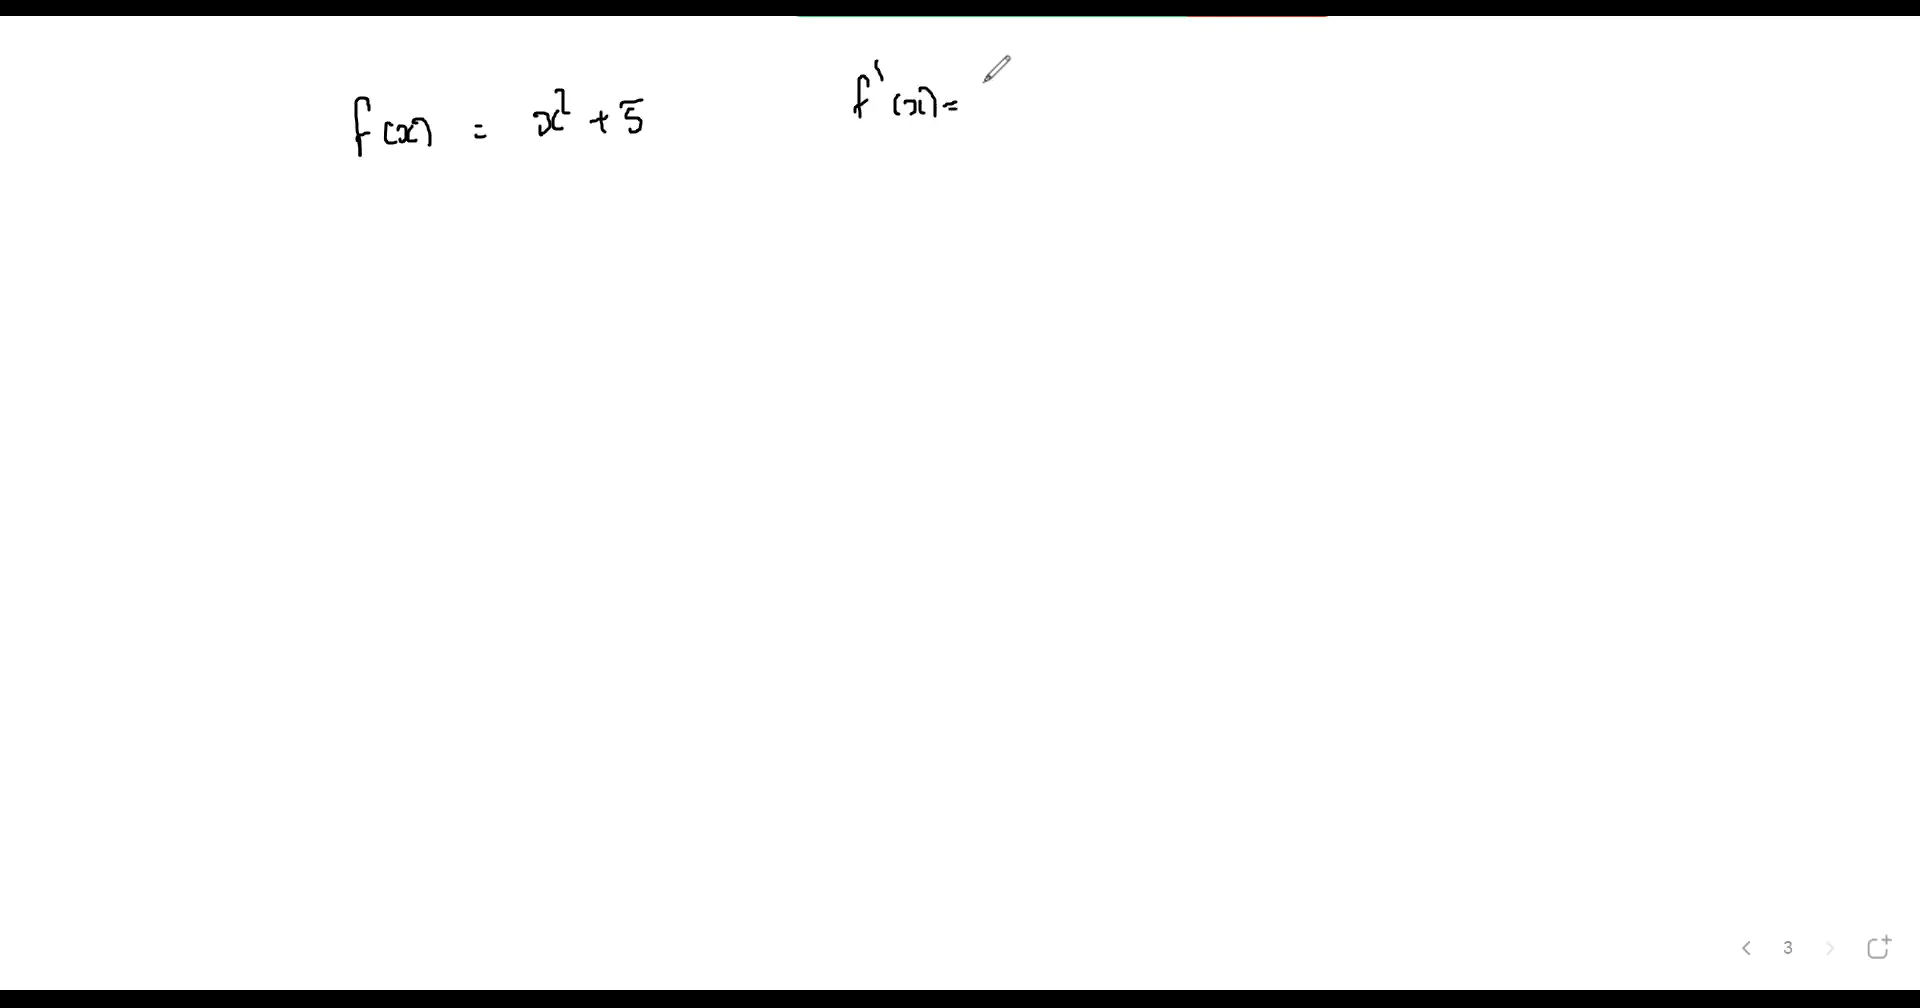 f(x) = x² + 5 f'(x) =
3